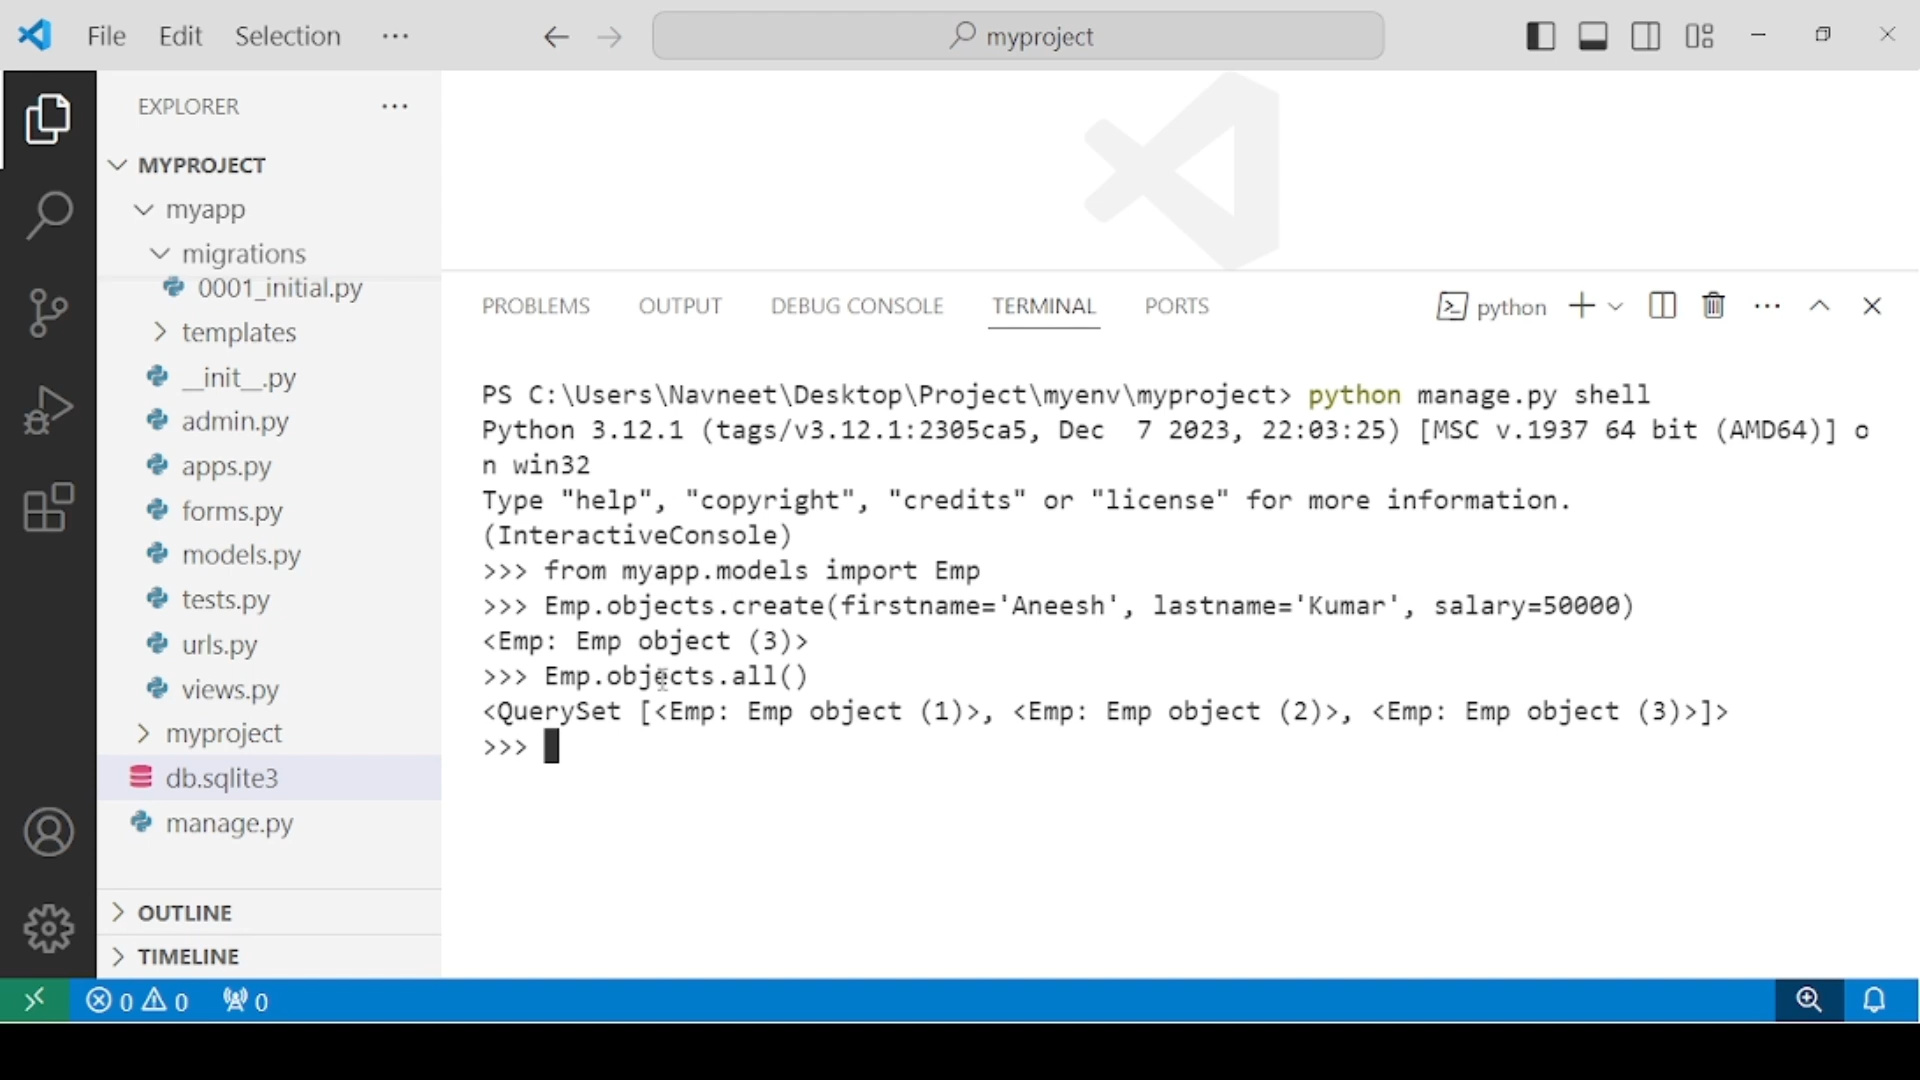 File Edit Selection ··· myproject
EXPLORER ···
MYPROJECT
myapp
migrations
0001_initial.py
templates
__init__.py
admin.py
apps.py
forms.py
models.py
tests.py
urls.py
views.py
myproject
db.sqlite3
manage.py
OUTLINE
TIMELINE
PROBLEMS OUTPUT DEBUG CONSOLE TERMINAL PORTS python ···
PS C:\Users\Navneet\Desktop\Project\myenv\myproject> python manage.py shell
Python 3.12.1 (tags/v3.12.1:2305ca5, Dec  7 2023, 22:03:25) [MSC v.1937 64 bit (AMD64)] o
n win32
Type "help", "copyright", "credits" or "license" for more information.
(InteractiveConsole)
>>> from myapp.models import Emp
>>> Emp.objects.create(firstname='Aneesh', lastname='Kumar', salary=50000)
<Emp: Emp object (3)>
>>> Emp.objects.all()
<QuerySet [<Emp: Emp object (1)>, <Emp: Emp object (2)>, <Emp: Emp object (3)>]>
>>>
0 0 0